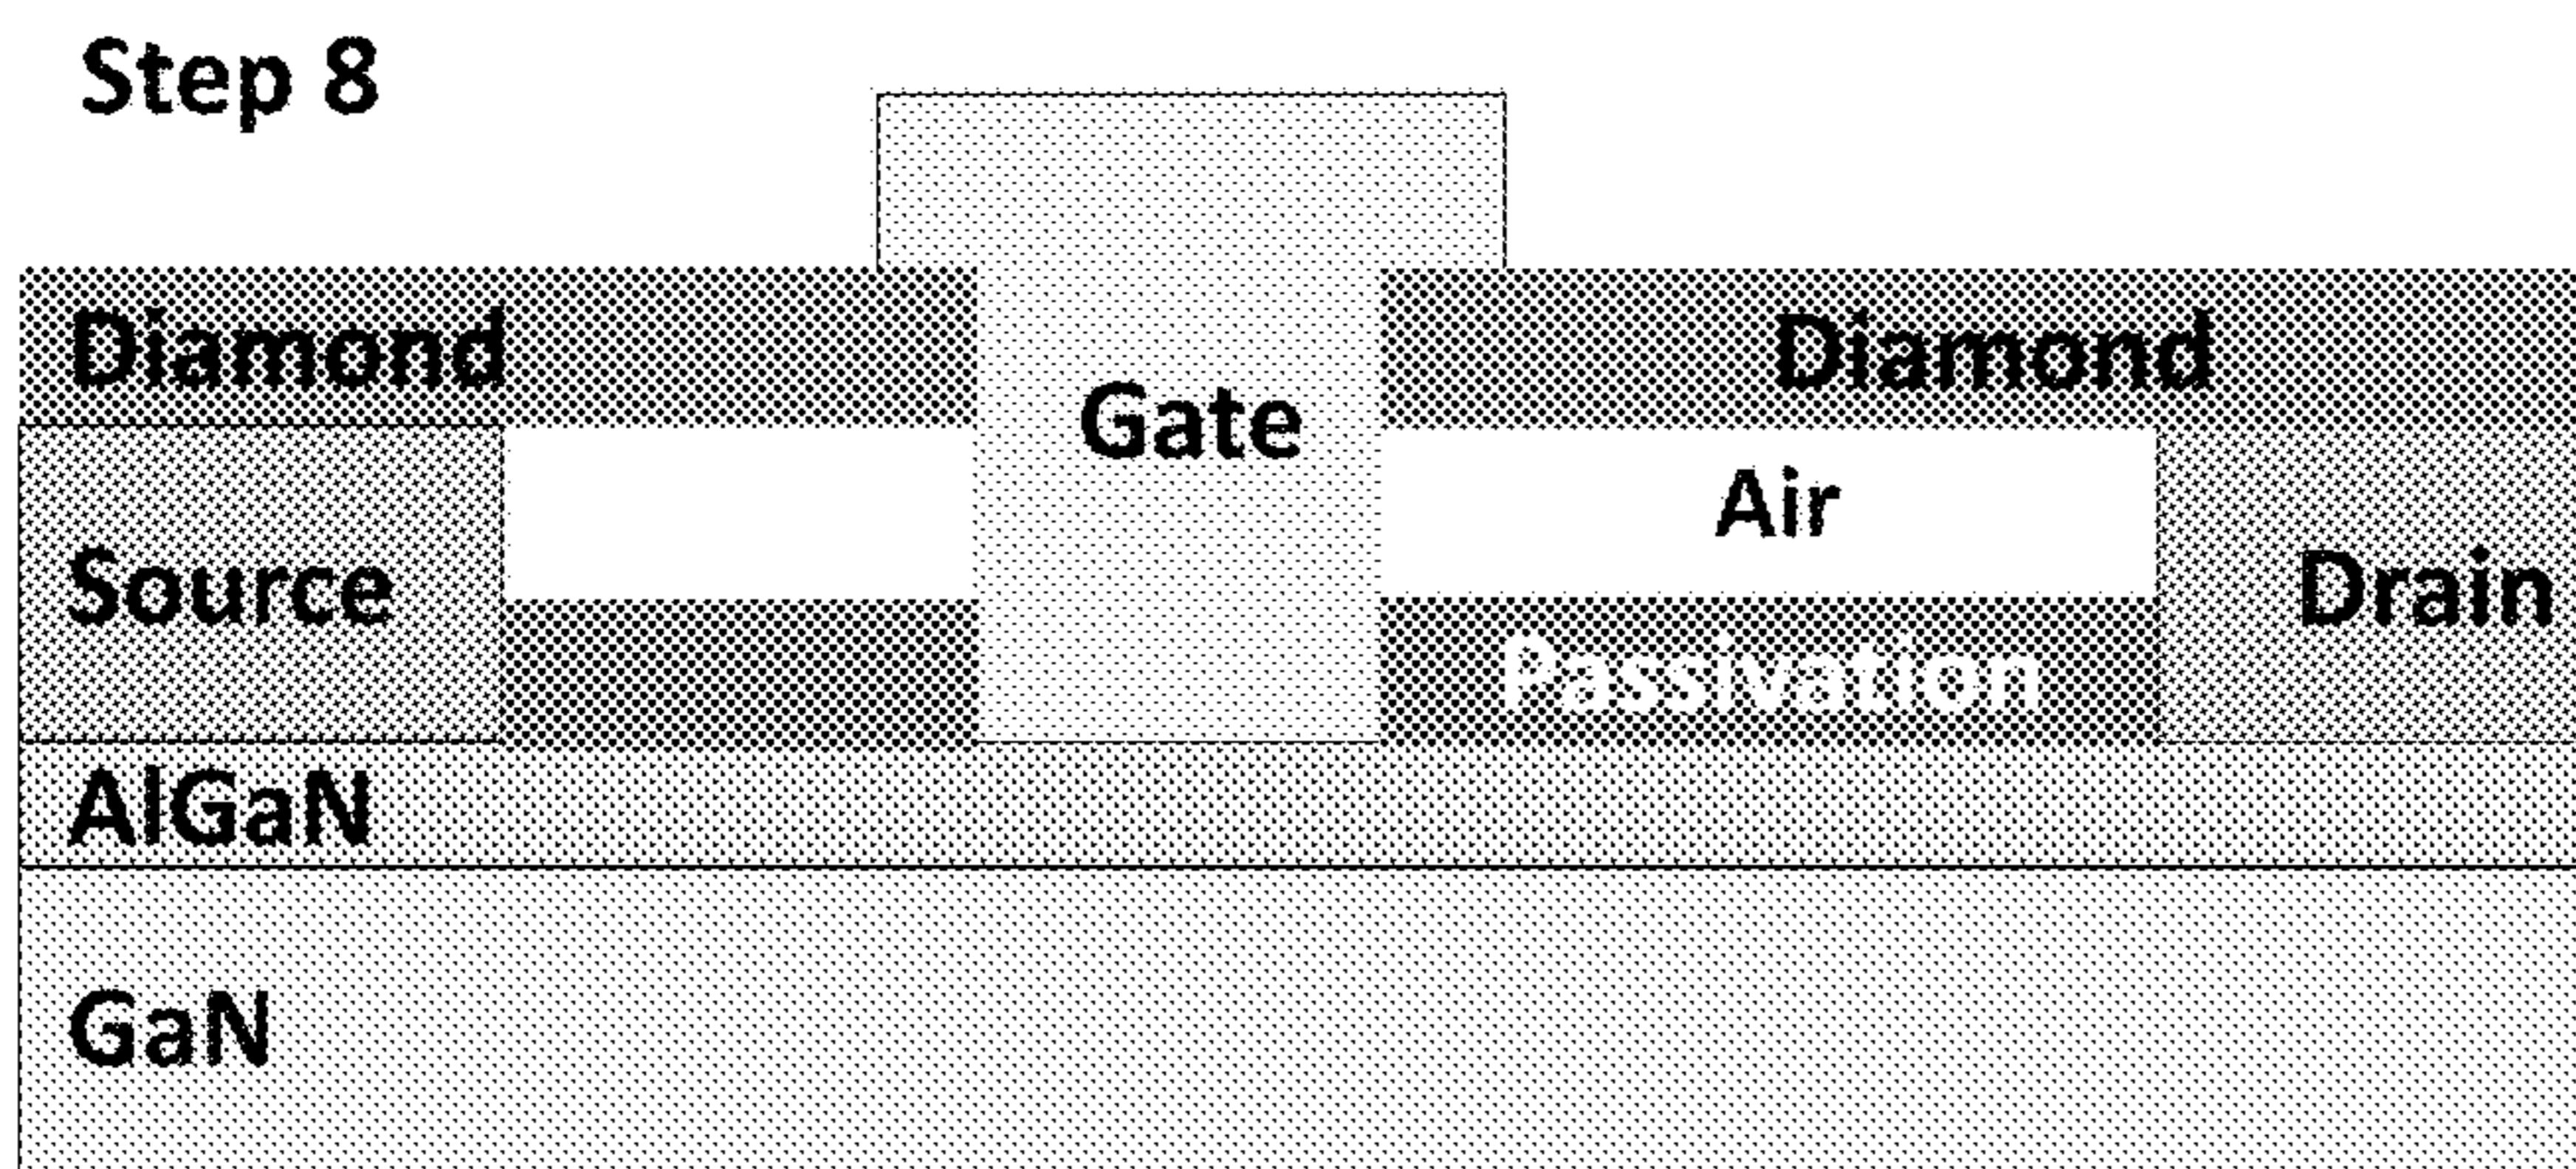 Step 8
Diamond
Diamond
Gate
Air
Source
Drain
Passivation
AlGaN
GaN